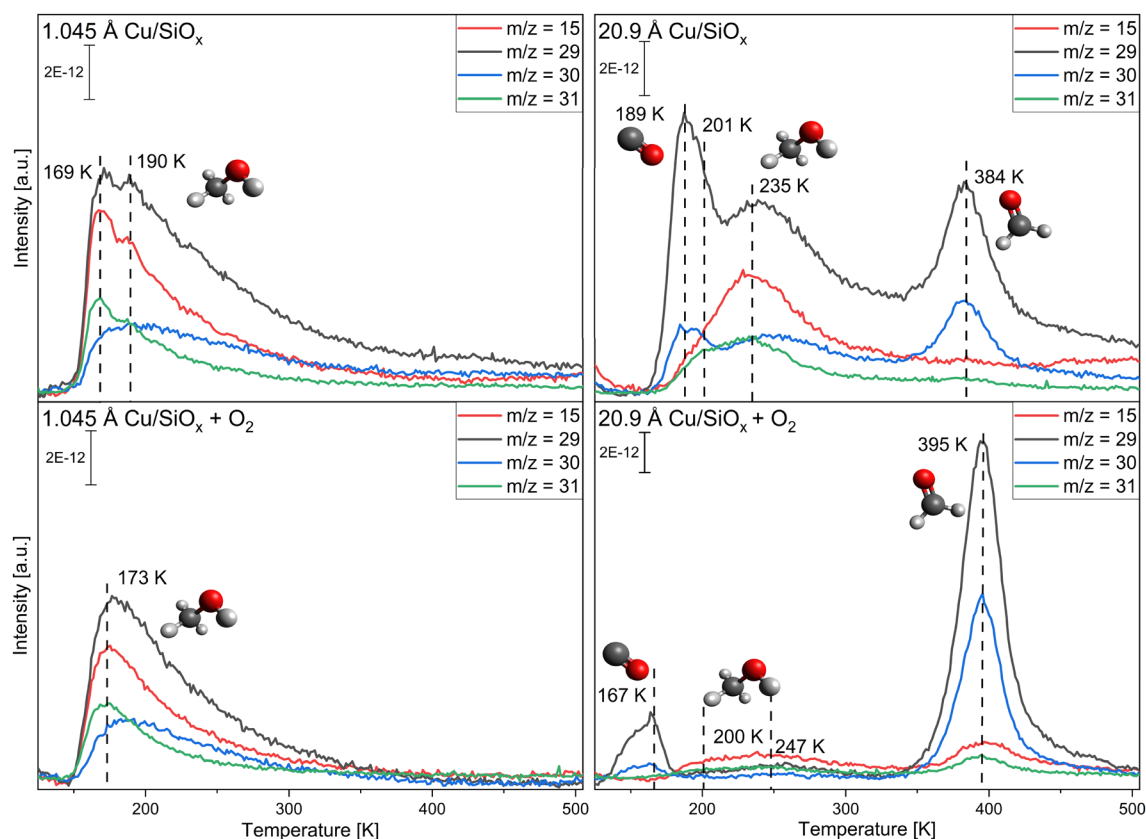 1.045 Å Cu/SiOₓ
2E-12
m/z = 15
m/z = 29
m/z = 30
m/z = 31
169 K
190 K
Intensity [a.u.]
20.9 Å Cu/SiOₓ
2E-12
m/z = 15
m/z = 29
m/z = 30
m/z = 31
189 K
201 K
235 K
384 K
1.045 Å Cu/SiOₓ + O₂
2E-12
m/z = 15
m/z = 29
m/z = 30
m/z = 31
173 K
Intensity [a.u.]
200 300 400 500
Temperature [K]
20.9 Å Cu/SiOₓ + O₂
2E-12
m/z = 15
m/z = 29
m/z = 30
m/z = 31
395 K
167 K
200 K
247 K
200 300 400 500
Temperature [K]